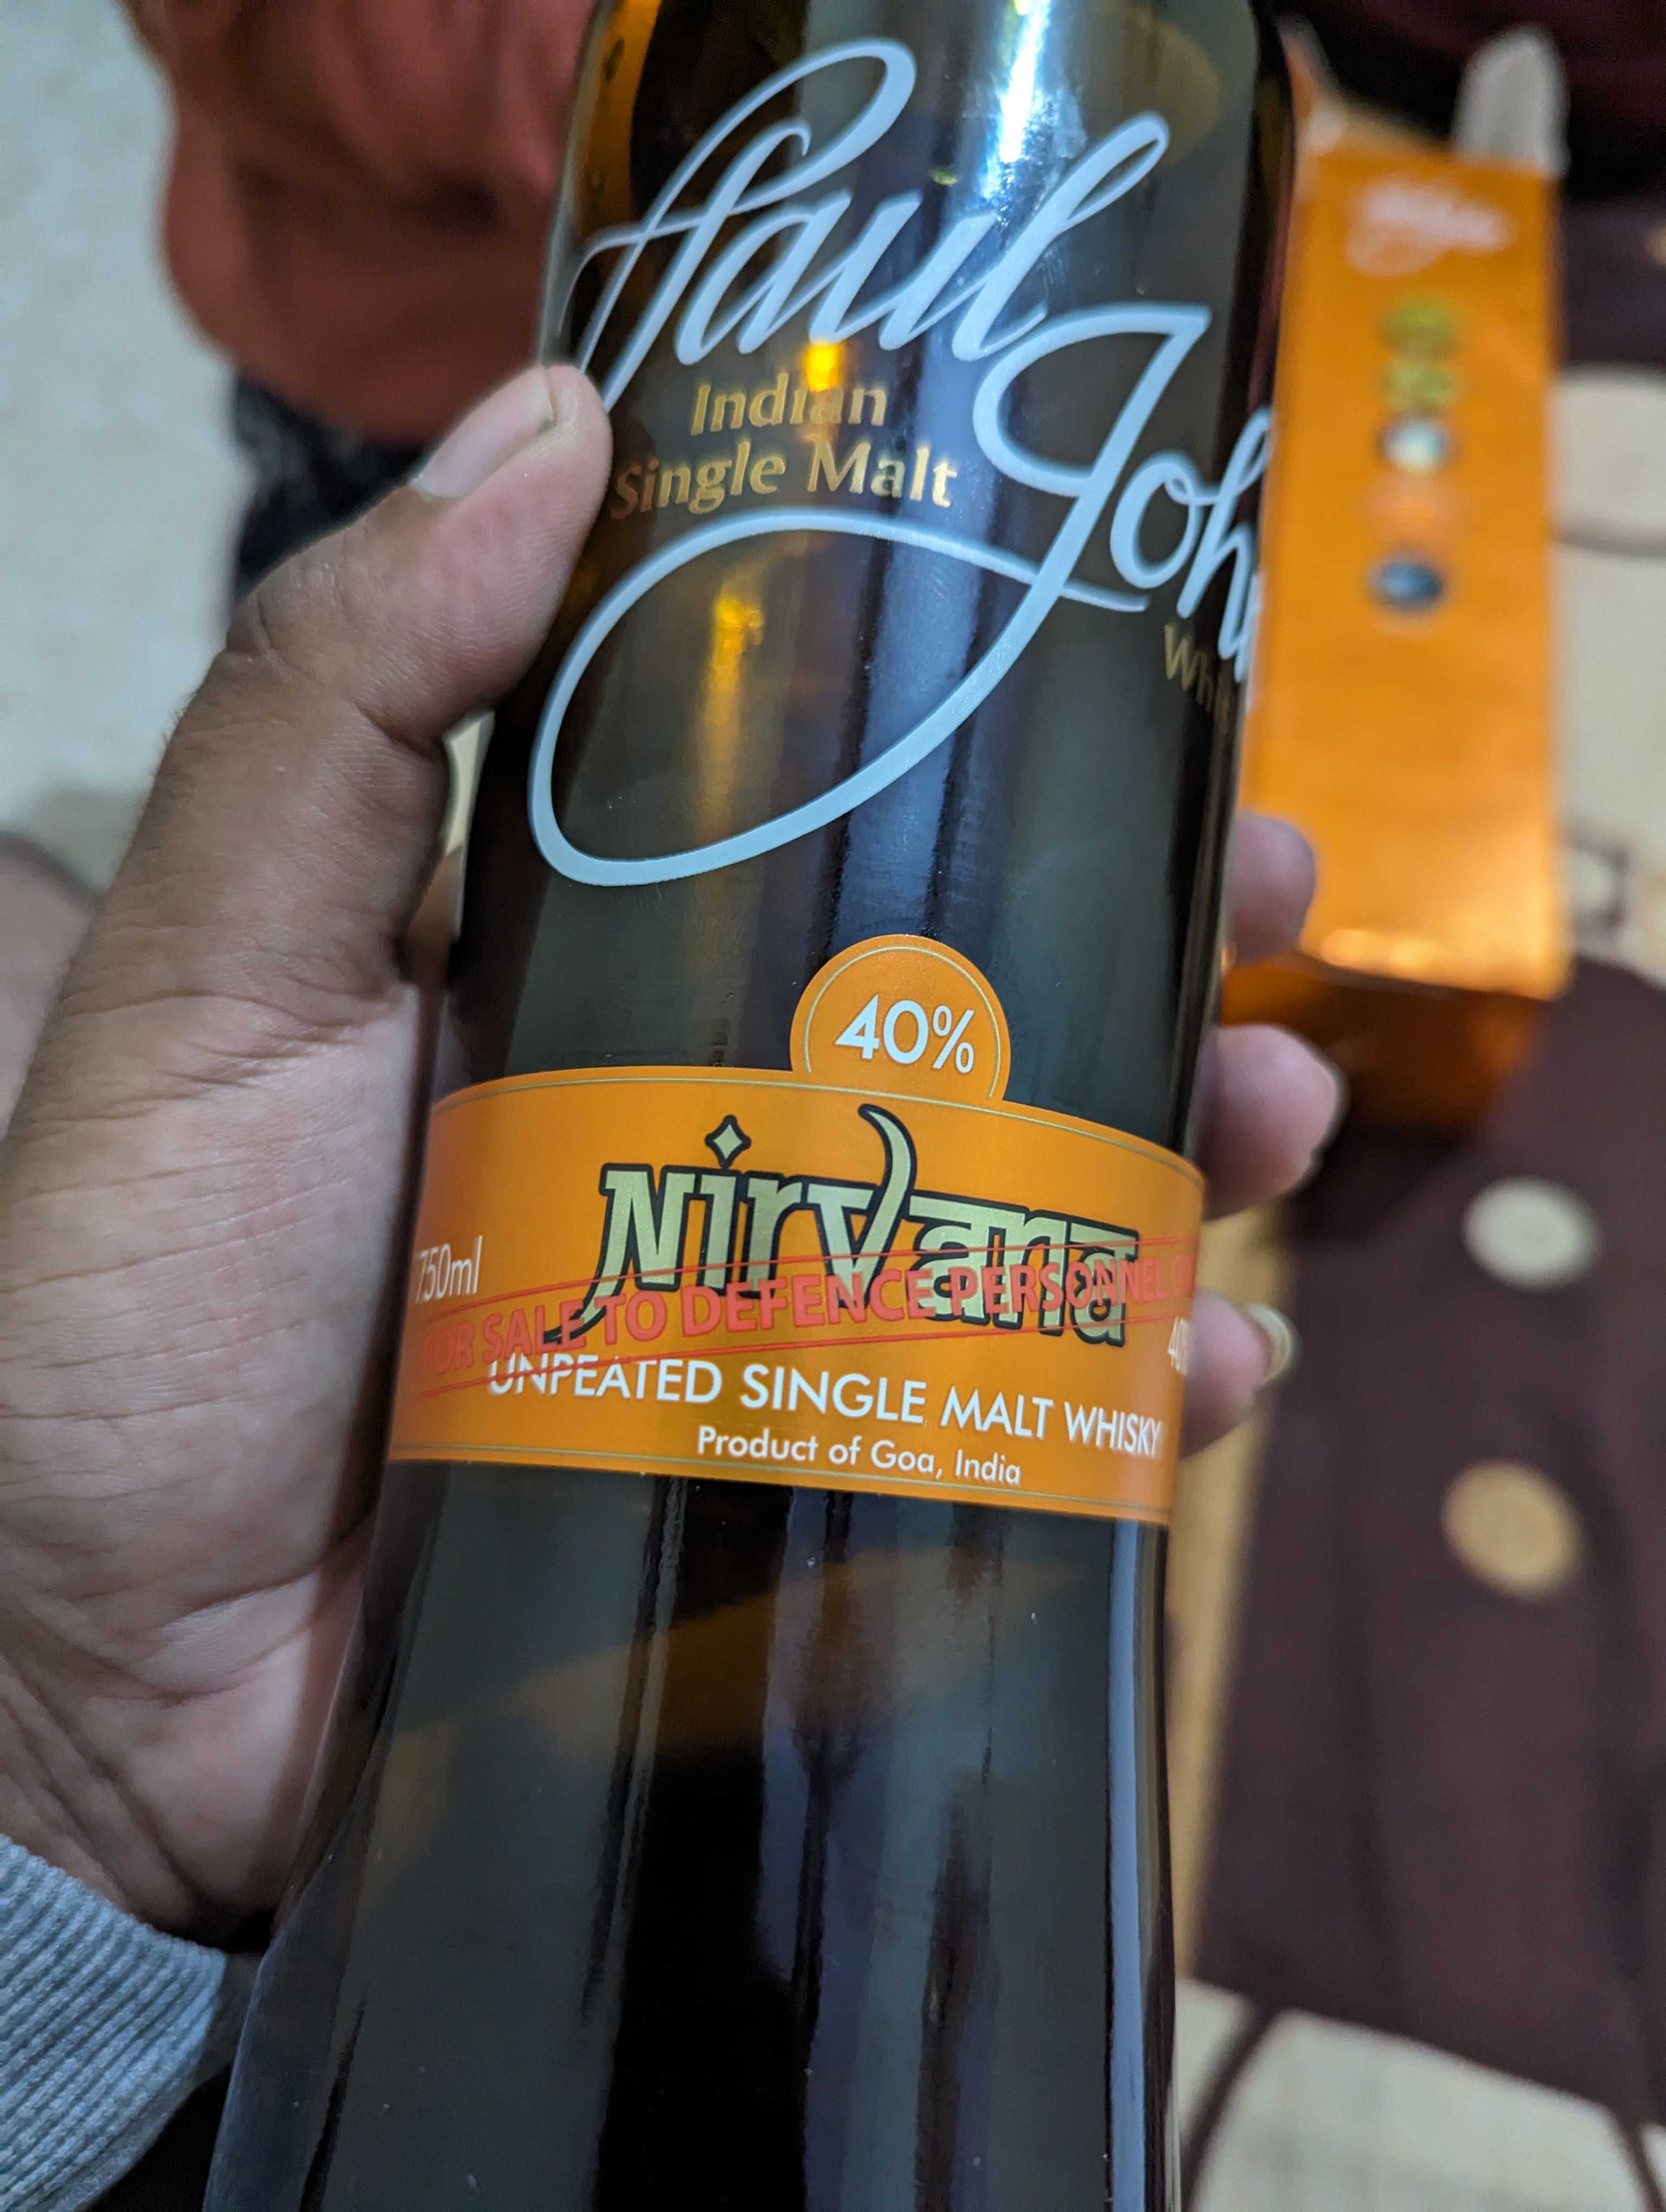 Paul
John
Indian
Single Malt
40%
Nirvana
750ml
FOR SALE TO DEFENCE PERSONNEL
UNPEATED SINGLE MALT WHISKY
Product of Goa, India